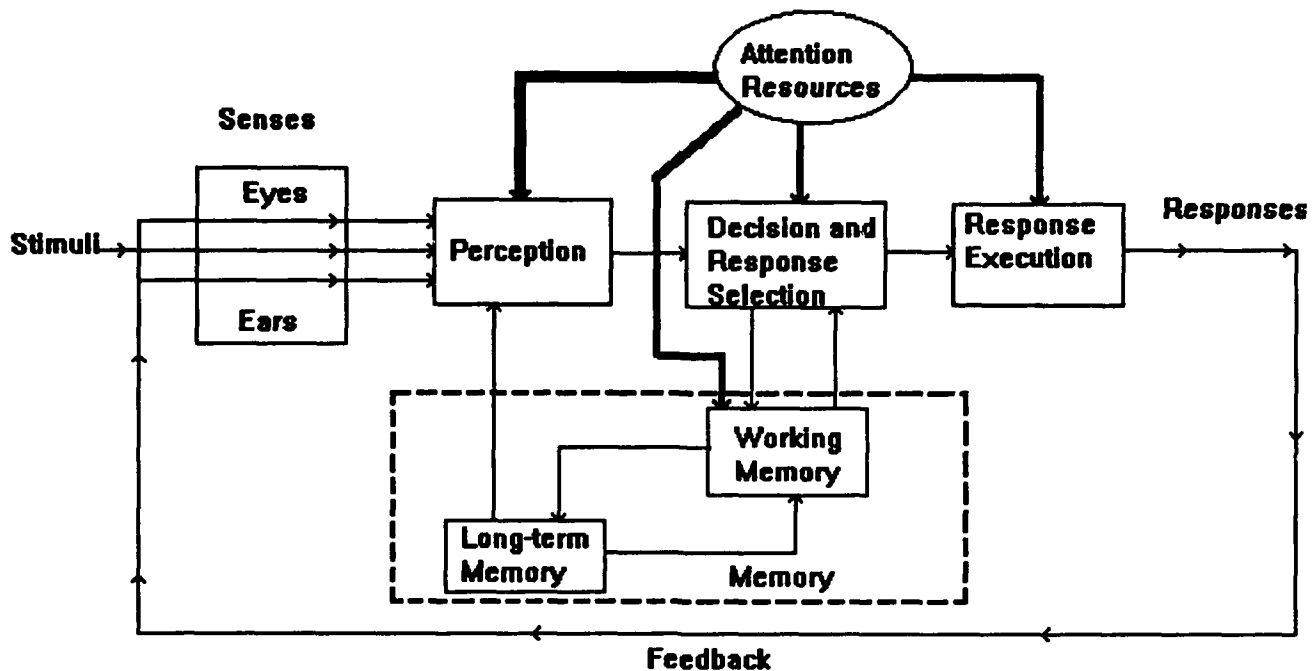 Attention
Resources
Senses
Eyes
Ears
Stimuli
Perception
Decision and
Response
Selection
Response
Execution
Responses
Working
Memory
Long-term
Memory
Memory
Feedback